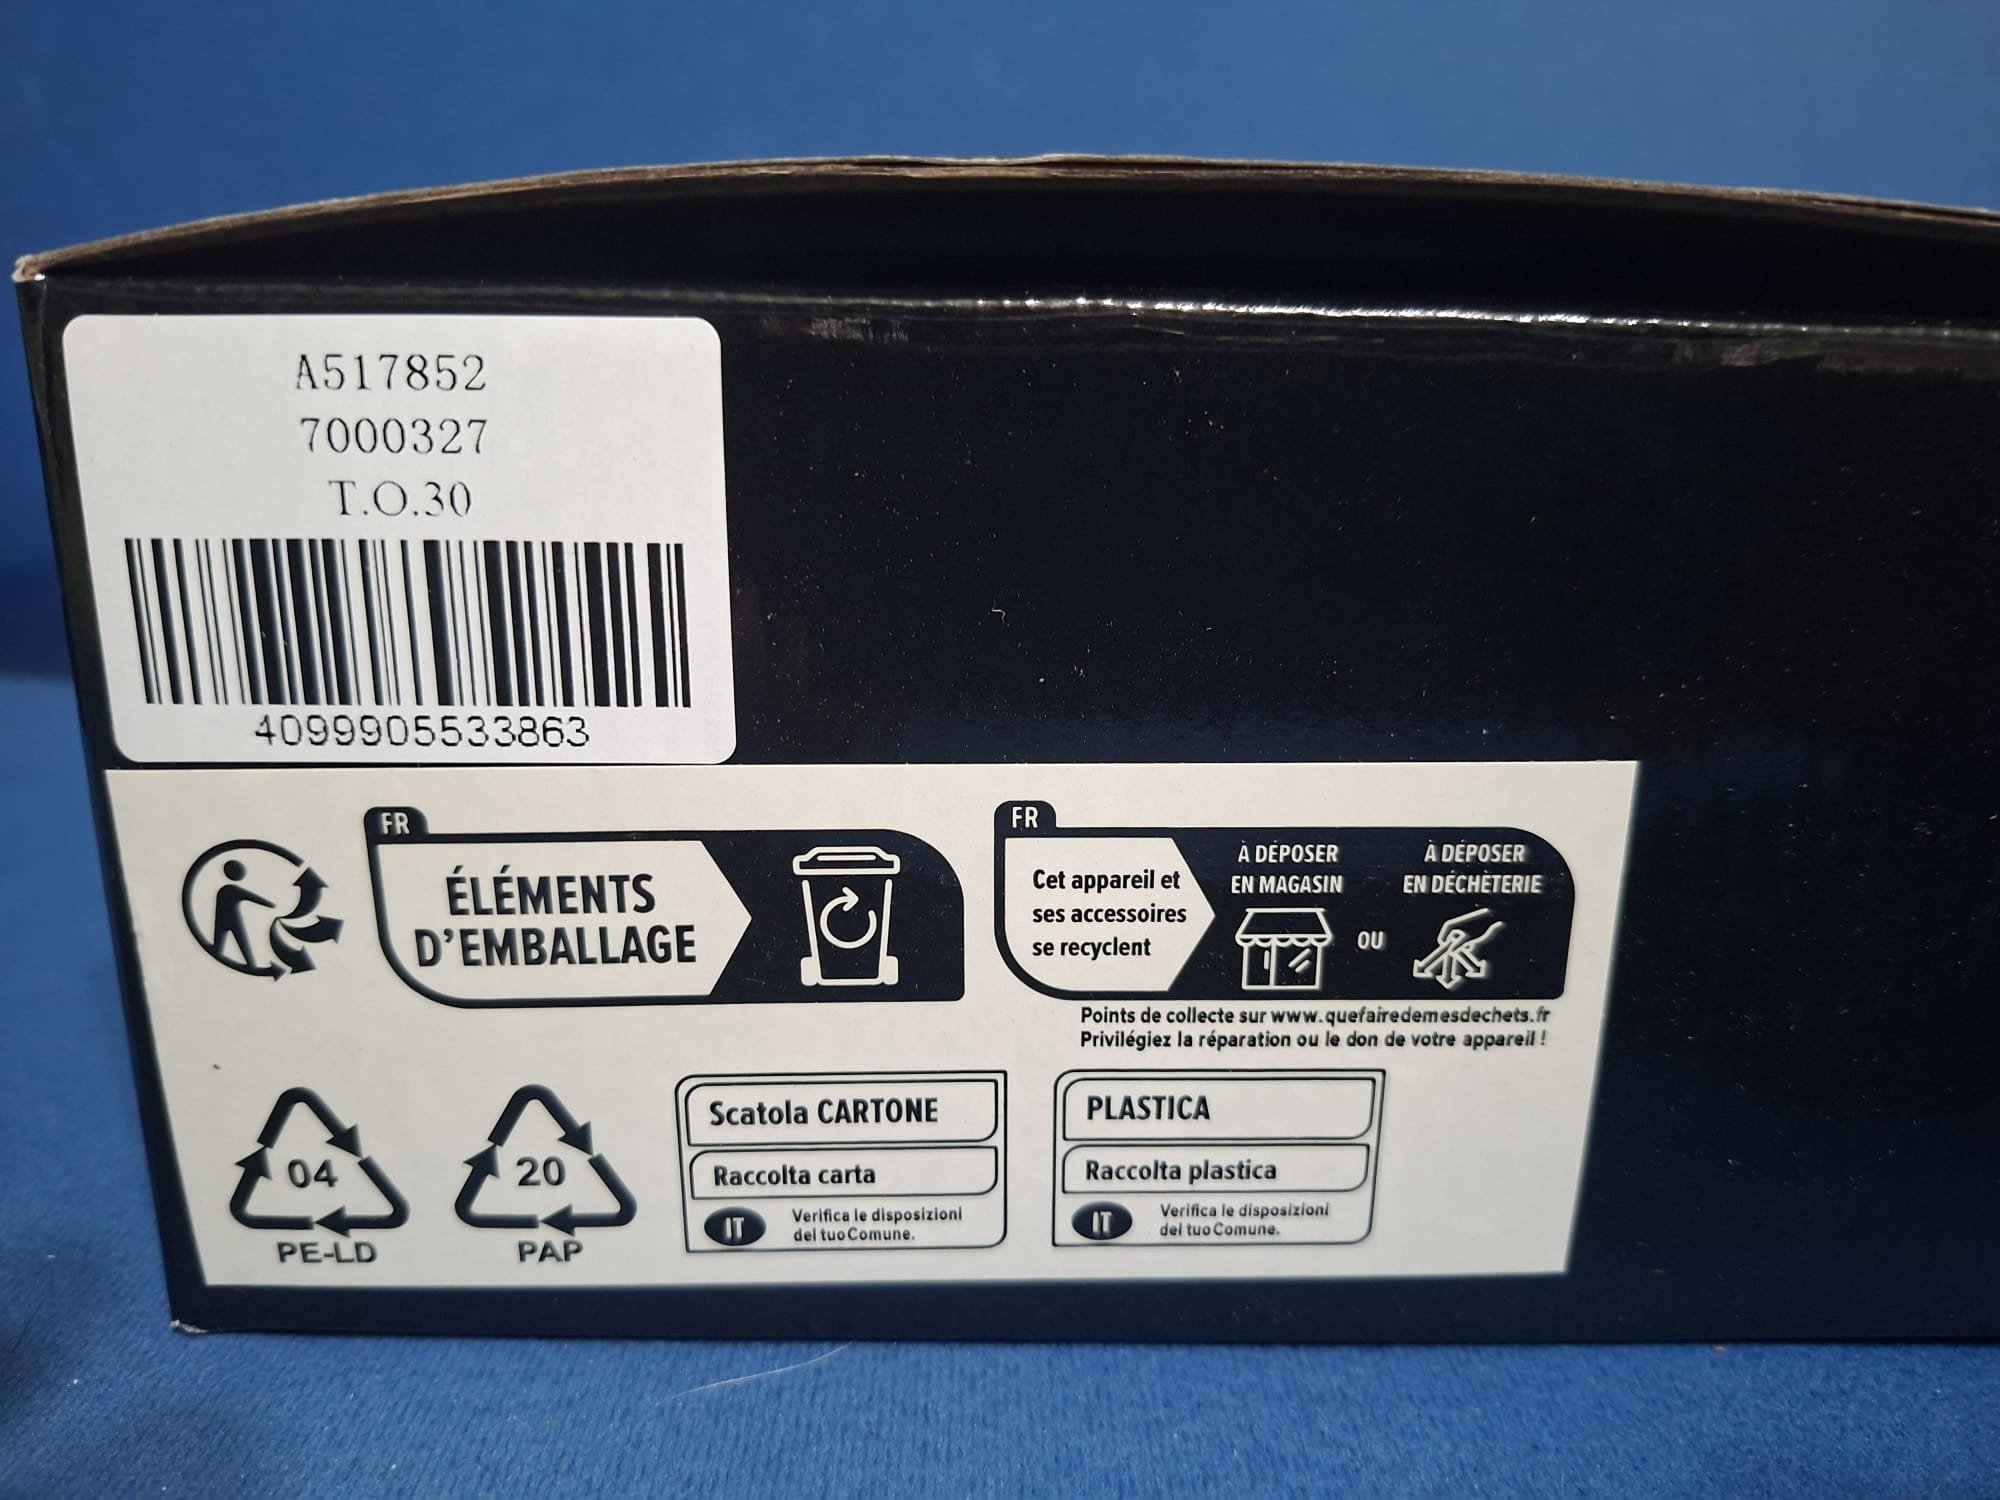 A517852
7000327
T.O.30
4099905533863
FR
ÉLÉMENTS
D'EMBALLAGE
FR
Cet appareil et
ses accessoires
se recyclent
À DÉPOSER
EN MAGASIN
OU
À DÉPOSER
EN DÉCHÈTERIE
Points de collecte sur www.quefairedemesdechets.fr
Privilégiez la réparation ou le don de votre appareil !
04
PE-LD
20
PAP
Scatola CARTONE
Raccolta carta
IT
Verifica le disposizioni
del tuo Comune.
PLASTICA
Raccolta plastica
IT
Verifica le disposizioni
del tuo Comune.